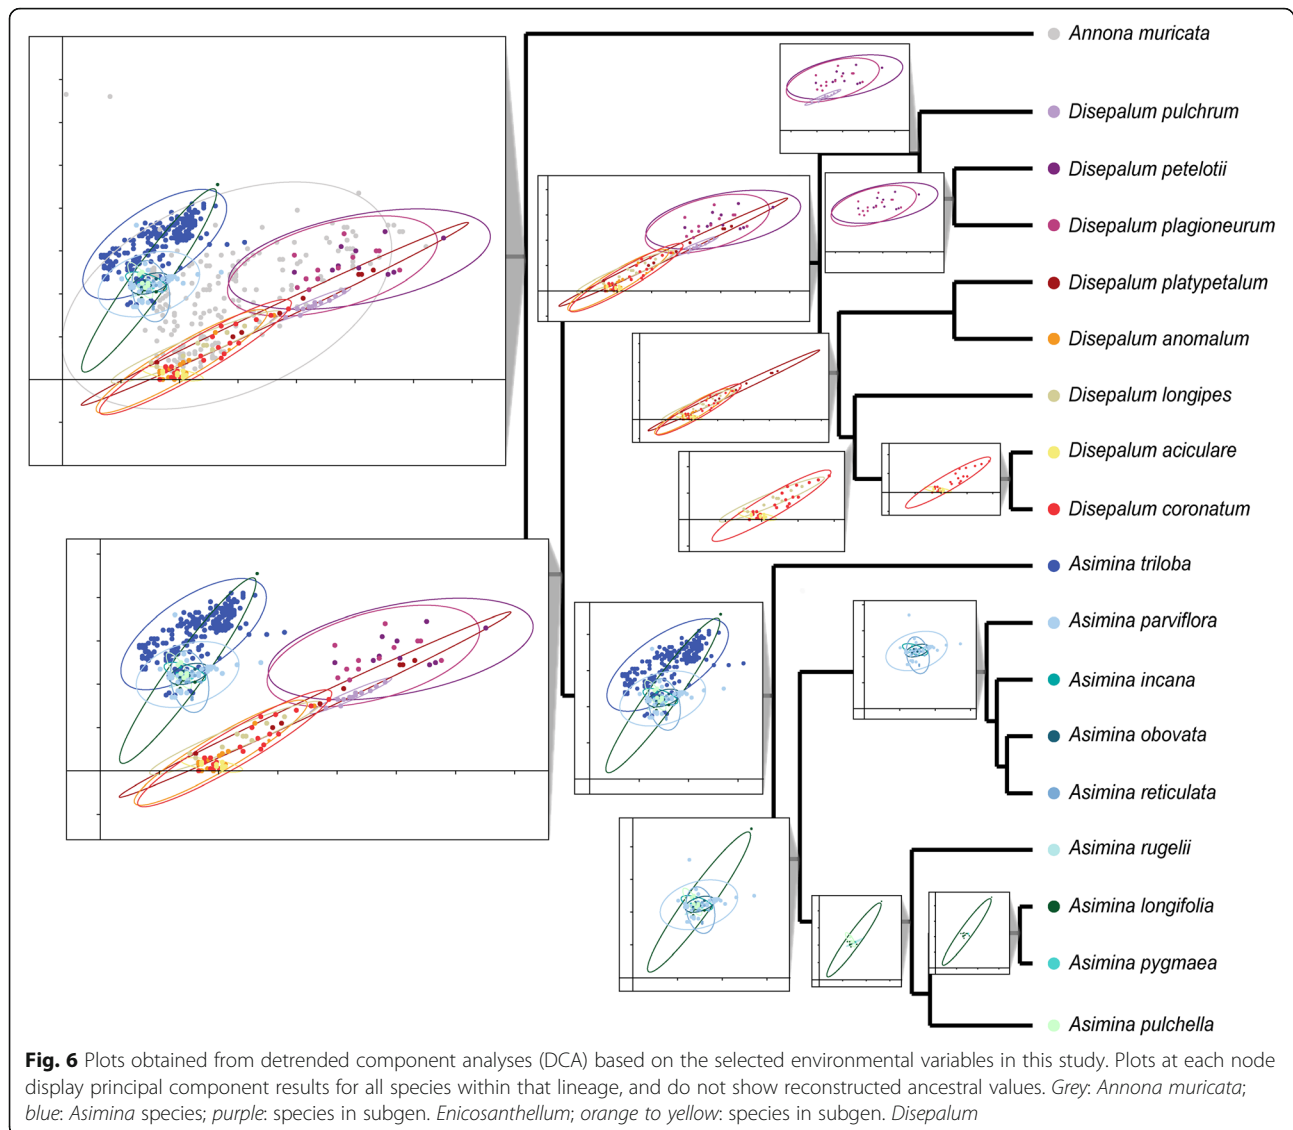 Annona muricata
Disepalum pulchrum
Disepalum petelotii
Disepalum plagioneurum
Disepalum platypetalum
Disepalum anomalum
Disepalum longipes
Disepalum aciculare
Disepalum coronatum
Asimina triloba
Asimina parviflora
Asimina incana
Asimina obovata
Asimina reticulata
Asimina rugelii
Asimina longifolia
Asimina pygmaea
Asimina pulchella
Fig. 6 Plots obtained from detrended component analyses (DCA) based on the selected environmental variables in this study. Plots at each node
display principal component results for all species within that lineage, and do not show reconstructed ancestral values. Grey: Annona muricata;
blue: Asimina species; purple: species in subgen. Enicosanthellum; orange to yellow: species in subgen. Disepalum